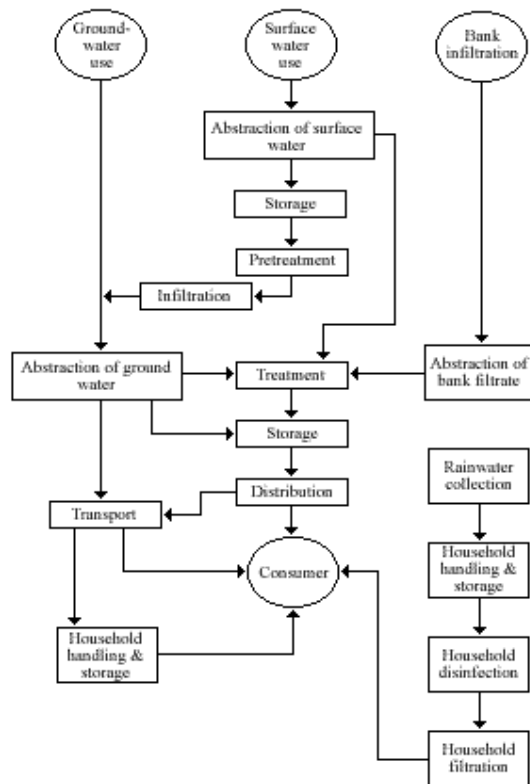 Ground-
water
use
Surface
water use
Bank
infiltration
Abstraction of surface
water
Storage
Pretreatment
Infiltration
Abstraction of ground
water
Treatment
Abstraction of
bank filtrate
Storage
Rainwater
collection
Distribution
Transport
Household
handling &
storage
Consumer
Household
handling &
storage
Household
disinfection
Household
filtration